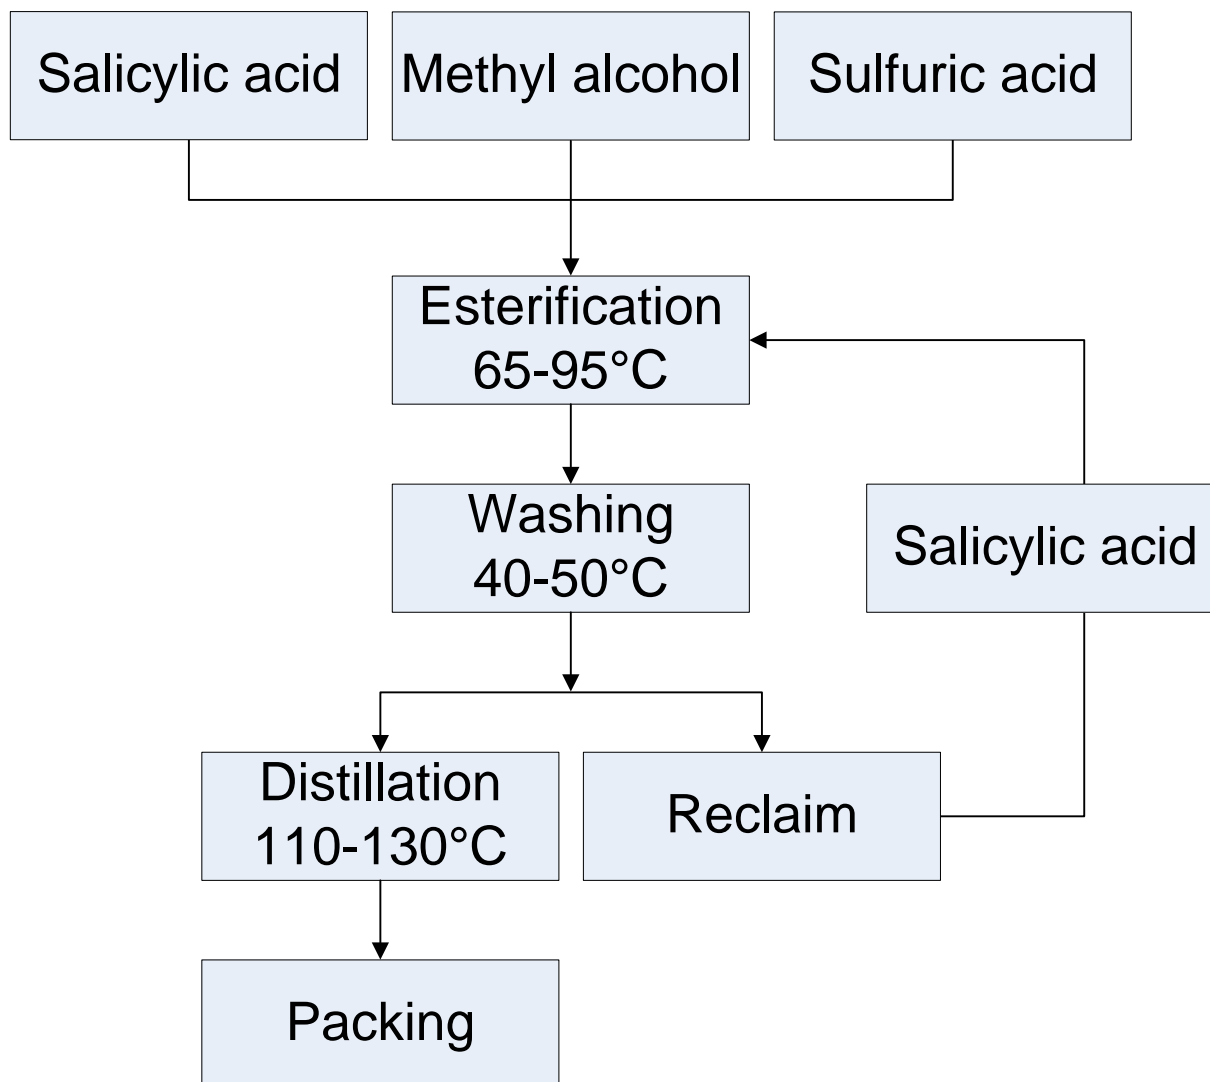 Salicylic acid
Methyl alcohol
Sulfuric acid
Esterification
65-95°C
Washing
40-50°C
Salicylic acid
Distillation
110-130°C
Reclaim
Packing